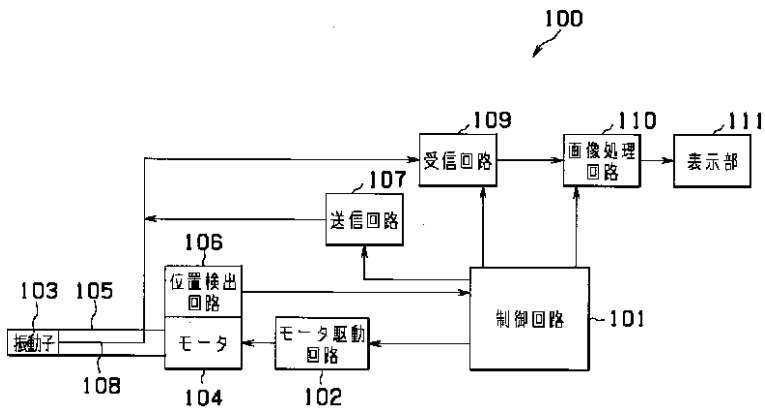 100
109
110
111
受信回路
画像処理
回路
表示部
107
送信回路
106
位置検出
回路
103
105
振動子
108
モータ
104
モータ駆動
回路
102
制御回路
101